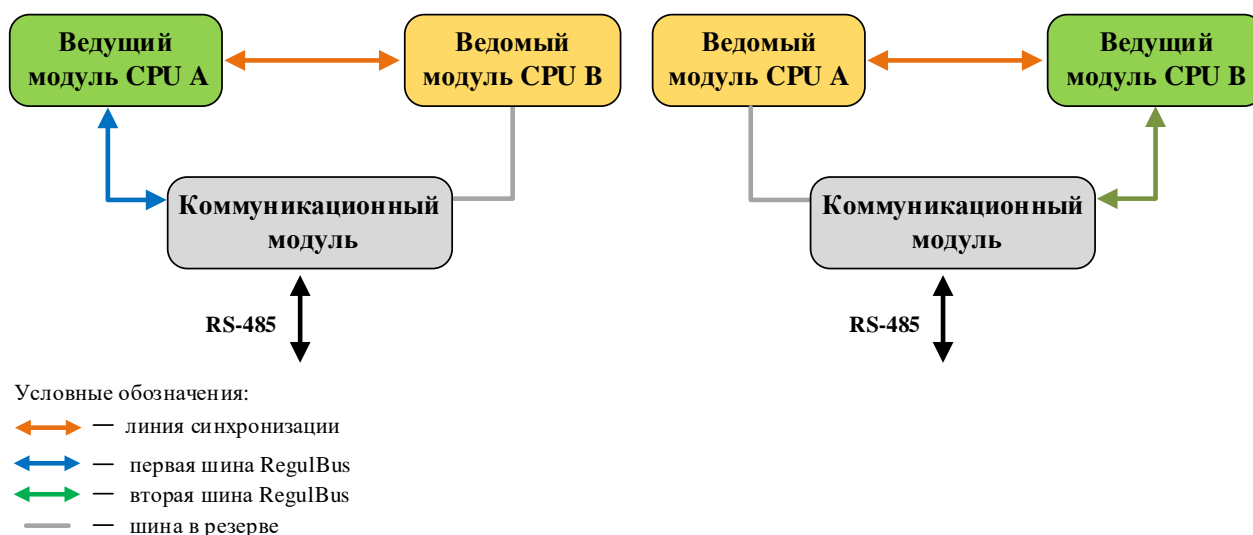 Ведущий
модуль CPU A
Ведомый
модуль CPU B
Коммуникационный
модуль
RS-485
Ведомый
модуль CPU A
Ведущий
модуль CPU B
Коммуникационный
модуль
RS-485
Условные обозначения:
— линия синхронизации
— первая шина RegulBus
— вторая шина RegulBus
— шина в резерве